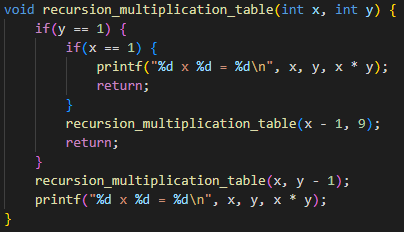 void recursion_multiplication_table(int x, int y) {
    if(y == 1) {
        if(x == 1) {
            printf("%d x %d = %d\n", x, y, x * y);
            return;
        }
        recursion_multiplication_table(x - 1, 9);
        return;
    }
    recursion_multiplication_table(x, y - 1);
    printf("%d x %d = %d\n", x, y, x * y);
}